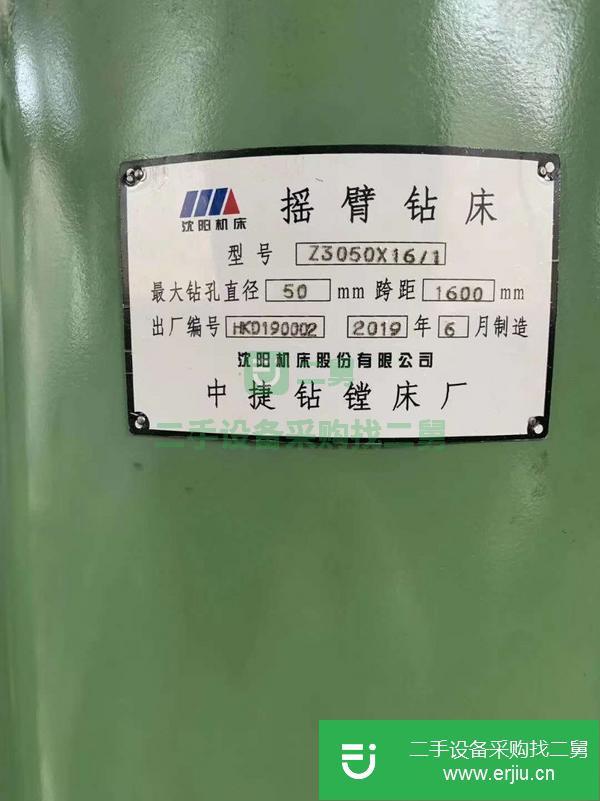 沈阳机床
摇臂钻床
型号 Z3050X16/1
最大钻孔直径 50 mm 跨距 1600 mm
出厂编号 HKD190002 2019 年 6 月制造
沈阳机床股份有限公司
二舅
中捷钻镗床厂
二手设备采购找二舅
二手设备采购找二舅
www.erjiu.cn